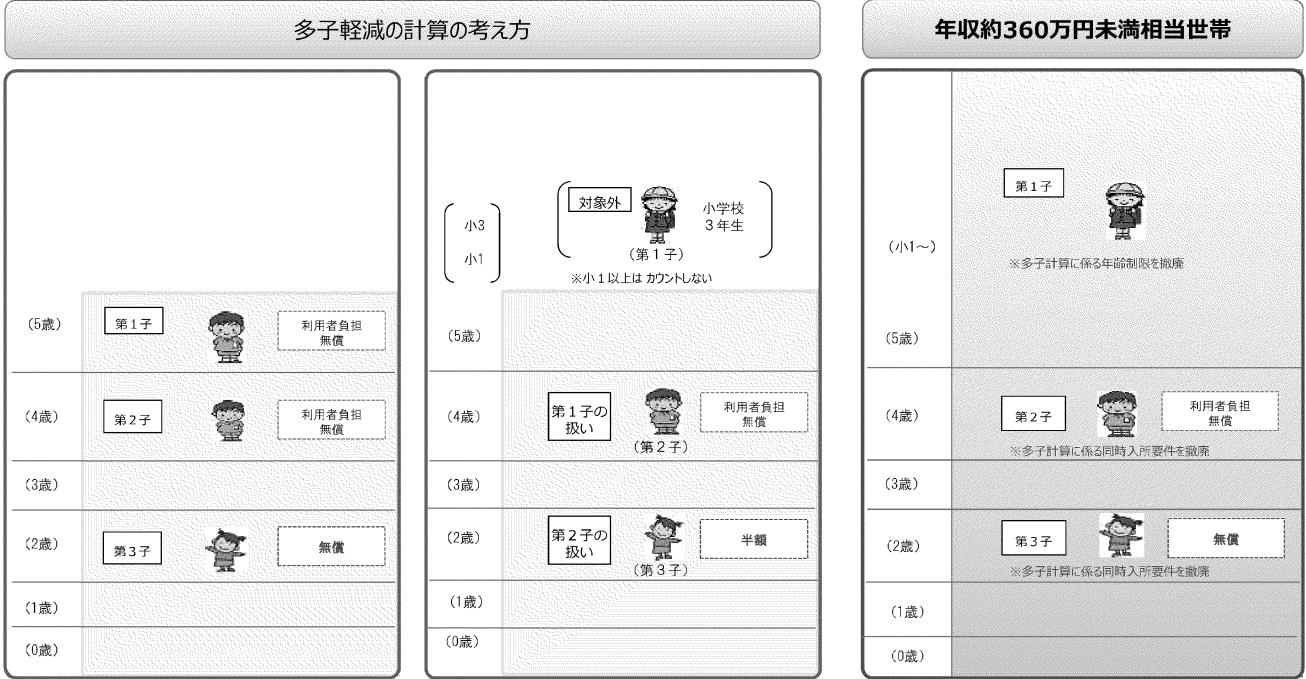 多子軽減の計算の考え方
(5歳)
第1子
利用者負担
無償
(4歳)
第2子
利用者負担
無償
(3歳)
(2歳)
第3子
無償
(1歳)
(0歳)
小3
小1
対象外
小学校
3年生
(第1子)
※小1以上は カウントしない
(5歳)
(4歳)
第1子の
扱い
(第2子)
利用者負担
無償
(3歳)
(2歳)
第2子の
扱い
(第3子)
半額
(1歳)
(0歳)
年収約360万円未満相当世帯
第1子
(小1～)
※多子計算に係る年齢制限を撤廃
(5歳)
(4歳)
第2子
利用者負担
無償
※多子計算に係る同時入所要件を撤廃
(3歳)
(2歳)
第3子
無償
※多子計算に係る同時入所要件を撤廃
(1歳)
(0歳)